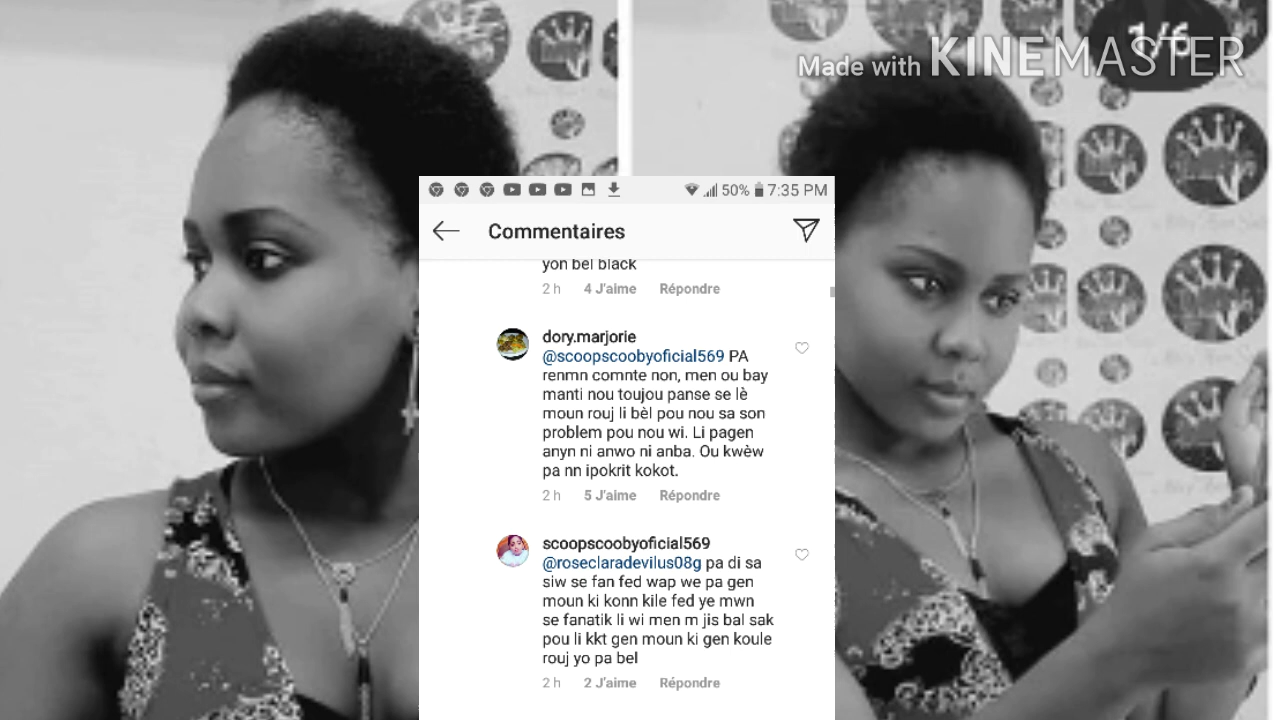 1/6
Made with KINEMASTER
50% 7:35 PM
Commentaires
yon bel black
2 h 4 J'aime Répondre
dory.marjorie
@scoopscoobyoficial569 PA
renmn comnte non, men ou bay
manti nou toujou panse se lè
moun rouj li bèl pou nou sa son
problem pou nou wi. Li pagen
anyn ni anwo ni anba. Ou kwèw
pa nn ipokrit kokot.
2 h 5 J'aime Répondre
scoopscoobyoficial569
@roseclaradevilus08g pa di sa
siw se fan fed wap we pa gen
moun ki konn kile fed ye mwn
se fanatik li wi men m jis bal sak
pou li kkt gen moun ki gen koule
rouj yo pa bel
2 h 2 J'aime Répondre